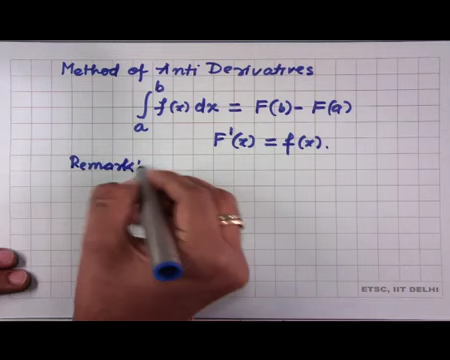 Method of Anti Derivatives
∫_a^b f(x) dx = F(b) - F(a)
F'(x) = f(x).
Remark:
ETSC, IIT DELHI